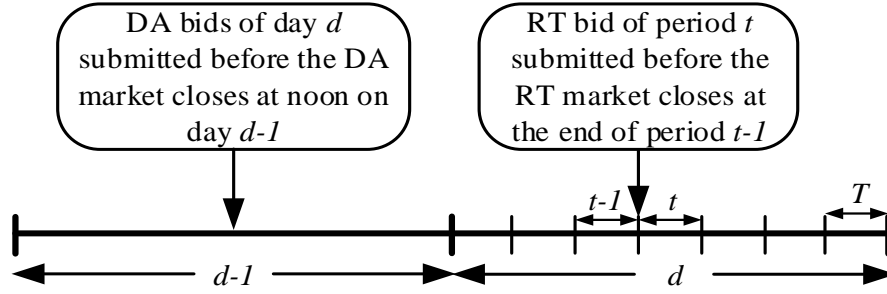 DA bids of day d
submitted before the DA
market closes at noon on
day d-1
RT bid of period t
submitted before the
RT market closes at
the end of period t-1
t-1
t
T
d-1
d